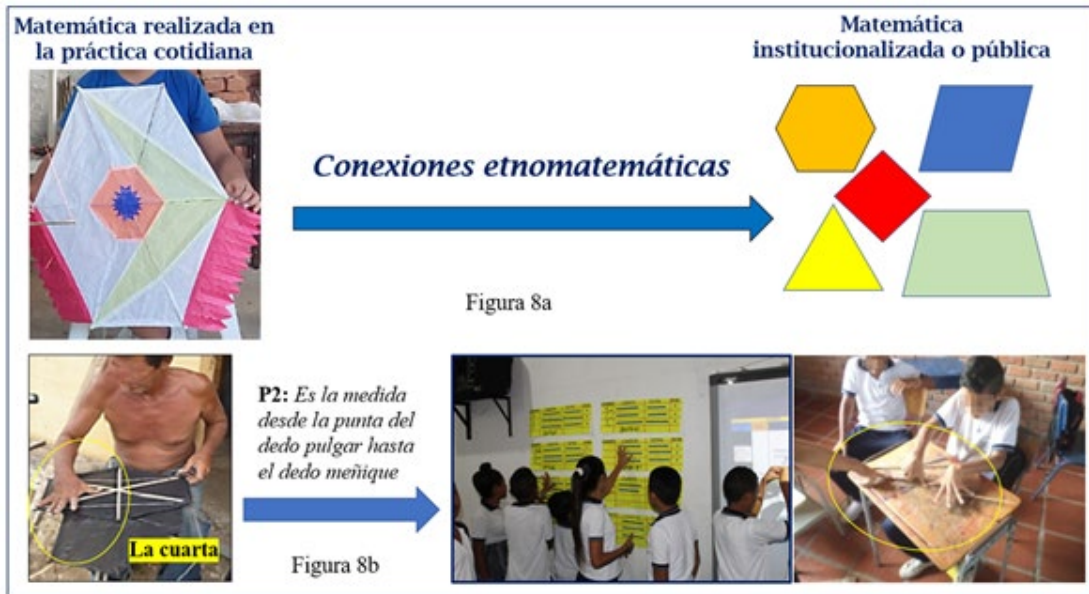 Matemática realizada en
la práctica cotidiana
Matemática
institucionalizada o pública
Conexiones etnomatemáticas
Figura 8a
P2: Es la medida
desde la punta del
dedo pulgar hasta
el dedo meñique
La cuarta
Figura 8b